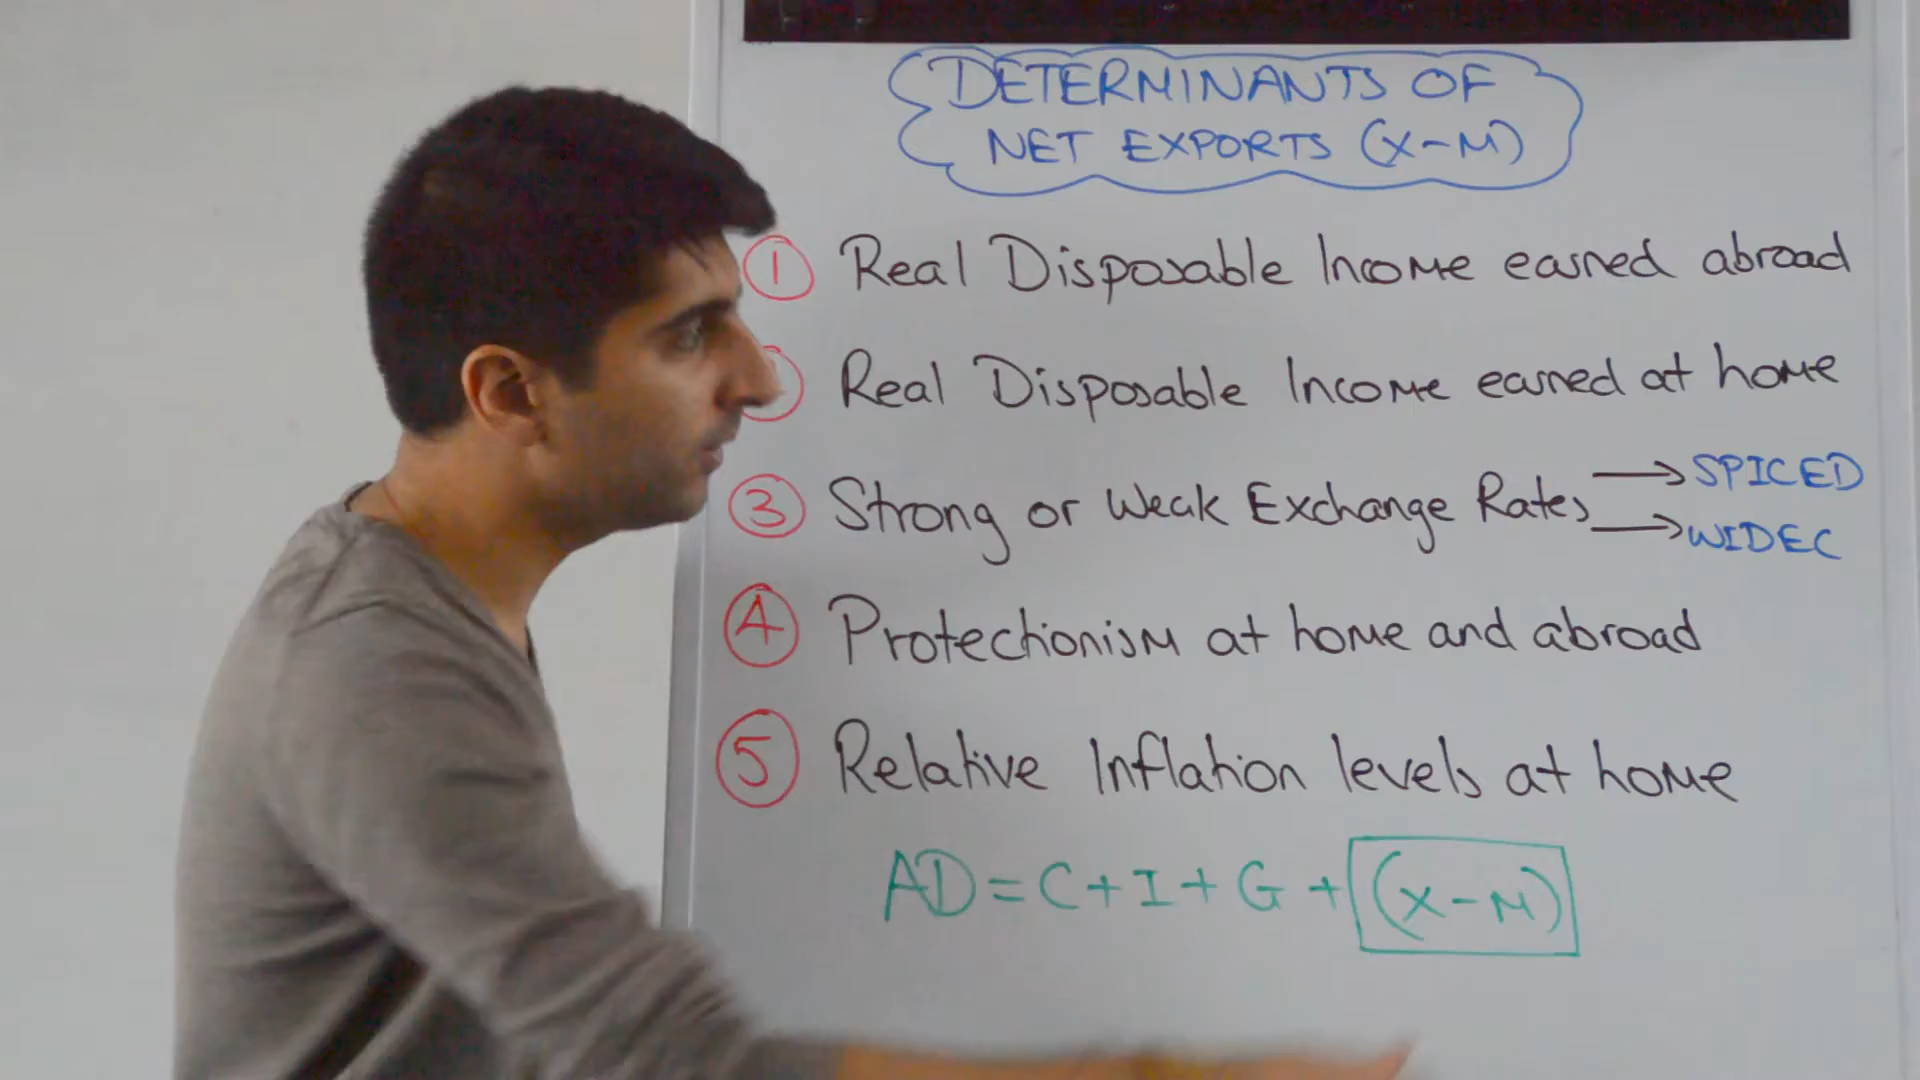 DETERMINANTS OF
NET EXPORTS (X-M)
1 Real Disposable Income earned abroad
Real Disposable Income earned at home
3 Strong or Weak Exchange Rates → SPICED
→ WIDEC
4 Protectionism at home and abroad
5 Relative Inflation levels at home
AD = C + I + G + (X-M)